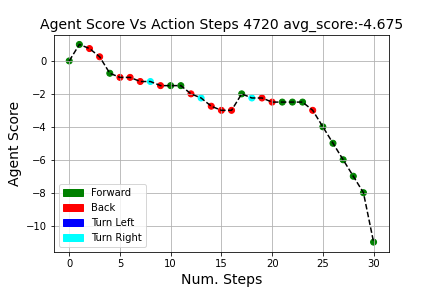 Agent Score Vs Action Steps 4720 avg_score:-4.675
Agent Score
0
−2
−4
−6
−8
−10
Forward
Back
Turn Left
Turn Right
0 5 10 15 20 25 30
Num. Steps